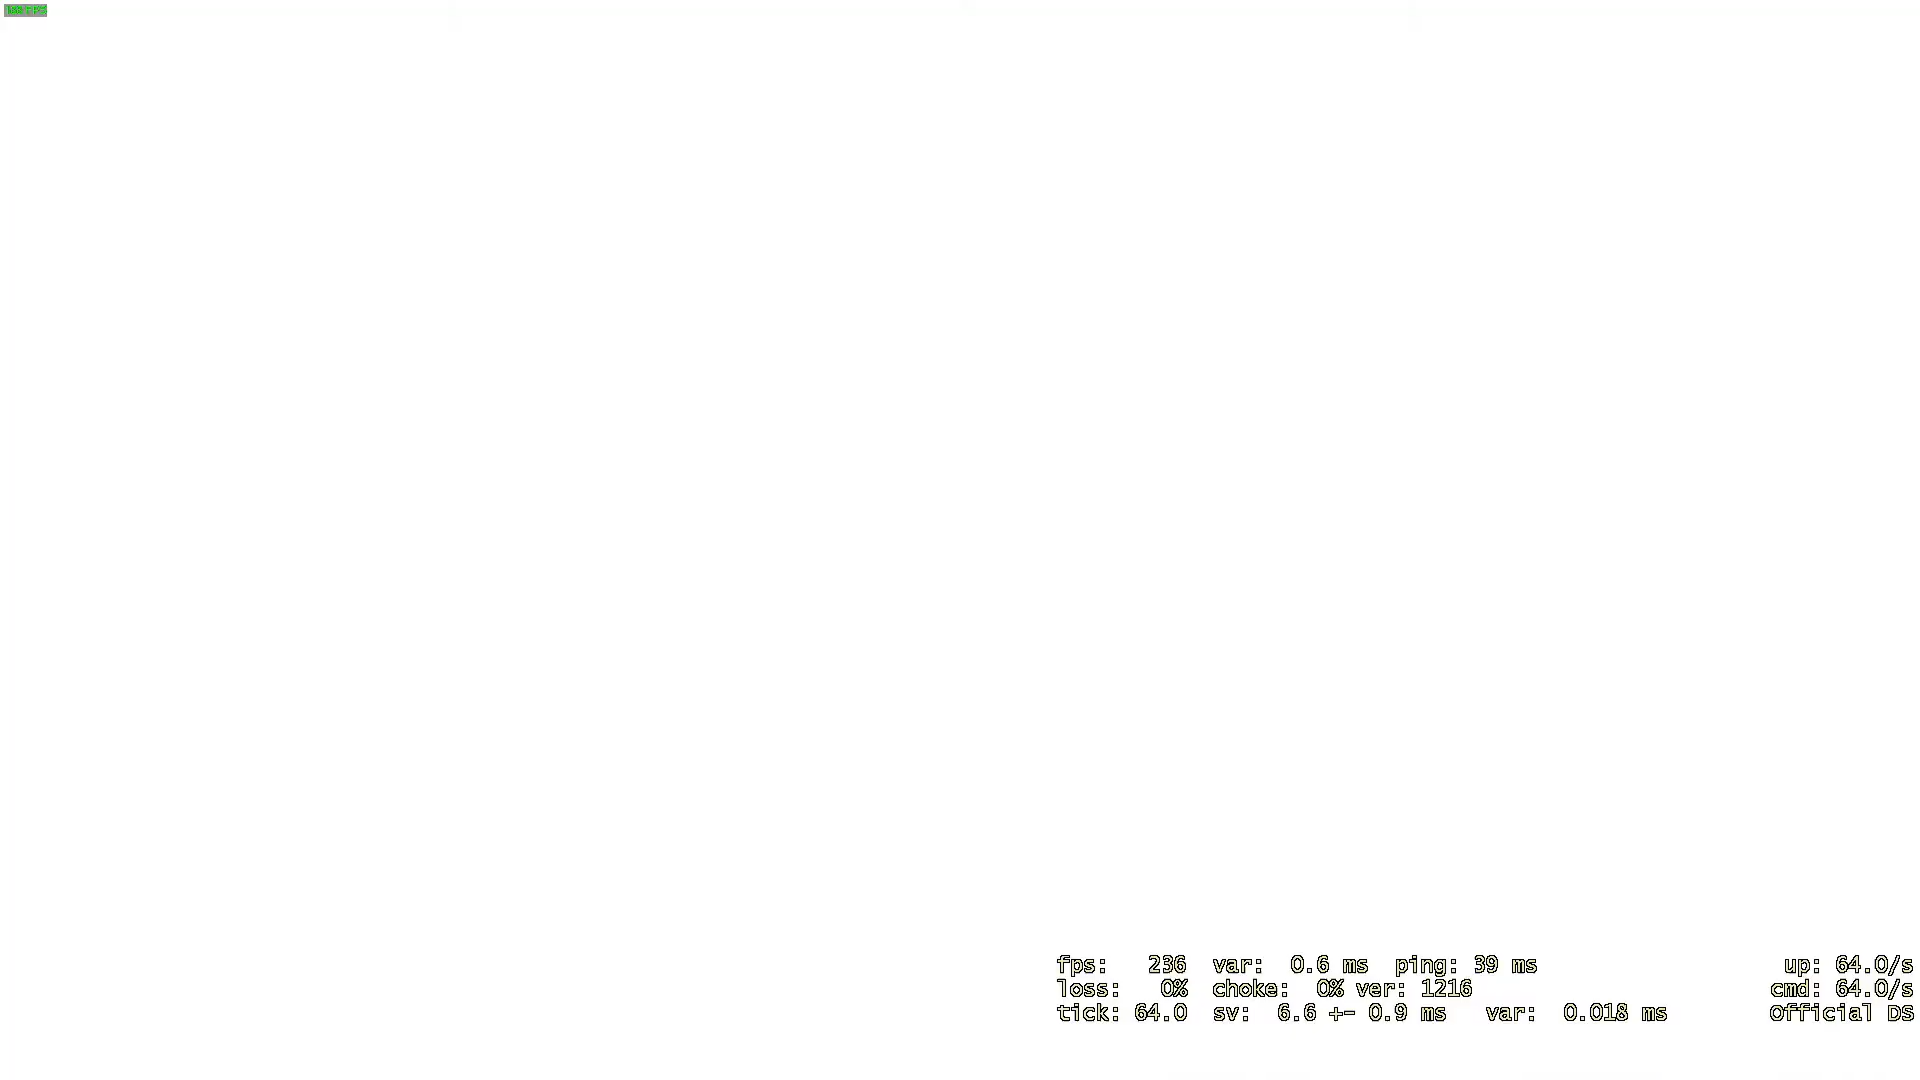 fps: 236 var: 0.6 ms ping: 39 ms up: 64.0/s
loss: 0% choke: 0% ver: 1216 cmd: 64.0/s
tick: 64.0 sv: 6.6 +- 0.9 ms var: 0.018 ms Official DS